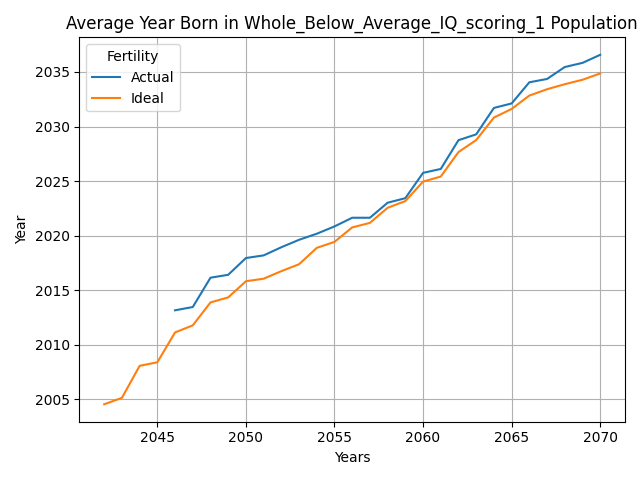 Average Year Born in Whole_Below_Average_IQ_scoring_1 Population
Fertility
Actual
Ideal
2035
2030
2025
2020
2015
2010
2005
Year
2045 2050 2055 2060 2065 2070
Years